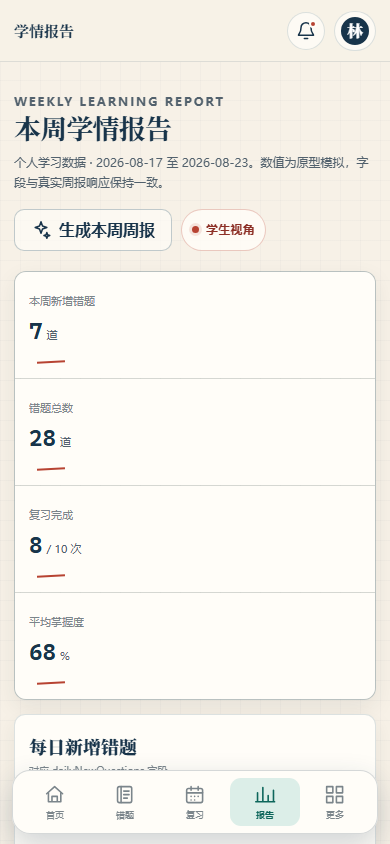 学情报告
林
WEEKLY LEARNING REPORT
本周学情报告
个人学习数据 · 2026-08-17 至 2026-08-23。数值为原型模拟，字
段与真实周报响应保持一致。
生成本周周报
学生视角
本周新增错题
7 道
错题总数
28 道
复习完成
8 / 10 次
平均掌握度
68 %
每日新增错题
对应 dailyNewQuestions 字段
首页
错题
复习
报告
更多